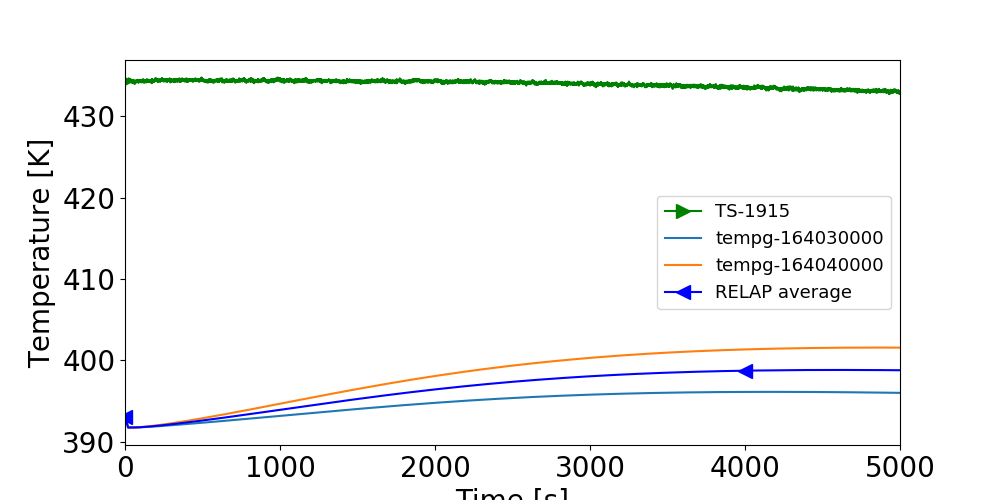 Temperature [K]
430
420
410
400
390
TS-1915
tempg-164030000
tempg-164040000
RELAP average
0 1000 2000 3000 4000 5000
Time [s]